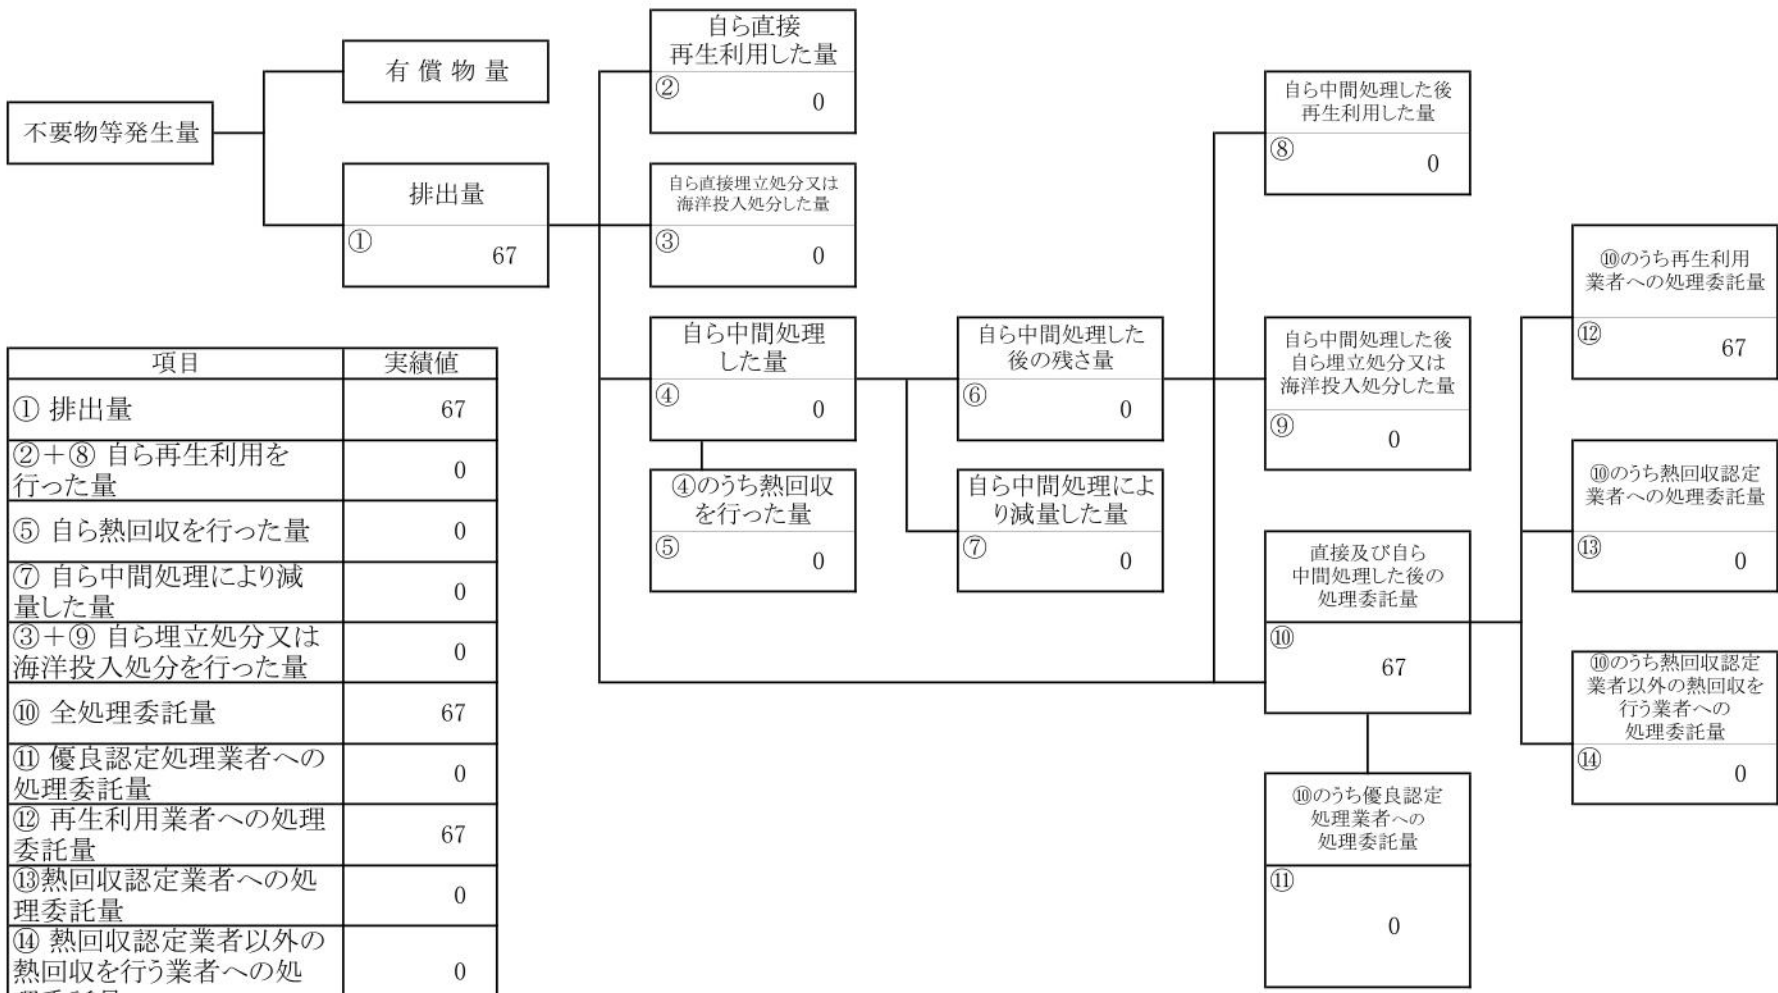 不要物等発生量
有 償 物 量
排出量
①
67
自ら直接
再生利用した量
②
0
自ら直接埋立処分又は
海洋投入処分した量
③
0
自ら中間処理
した量
④
0
④のうち熱回収
を行った量
⑤
0
自ら中間処理した
後の残さ量
⑥
0
自ら中間処理によ
り減量した量
⑦
0
自ら中間処理した後
再生利用した量
⑧
0
自ら中間処理した後
自ら埋立処分又は
海洋投入処分した量
⑨
0
直接及び自ら
中間処理した後の
処理委託量
⑩
67
⑩のうち優良認定
処理業者への
処理委託量
⑪
0
⑩のうち再生利用
業者への処理委託量
⑫
67
⑩のうち熱回収認定
業者への処理委託量
⑬
0
⑩のうち熱回収認定
業者以外の熱回収を
行う業者への
処理委託量
⑭
0
項目 実績値
① 排出量 67
②+⑧ 自ら再生利用を
行った量 0
⑤ 自ら熱回収を行った量 0
⑦ 自ら中間処理により減
量した量 0
③+⑨ 自ら埋立処分又は
海洋投入処分を行った量 0
⑩ 全処理委託量 67
⑪ 優良認定処理業者への
処理委託量 0
⑫ 再生利用業者への処理
委託量 67
⑬熱回収認定業者への処
理委託量 0
⑭ 熱回収認定業者以外の
熱回収を行う業者への処 0